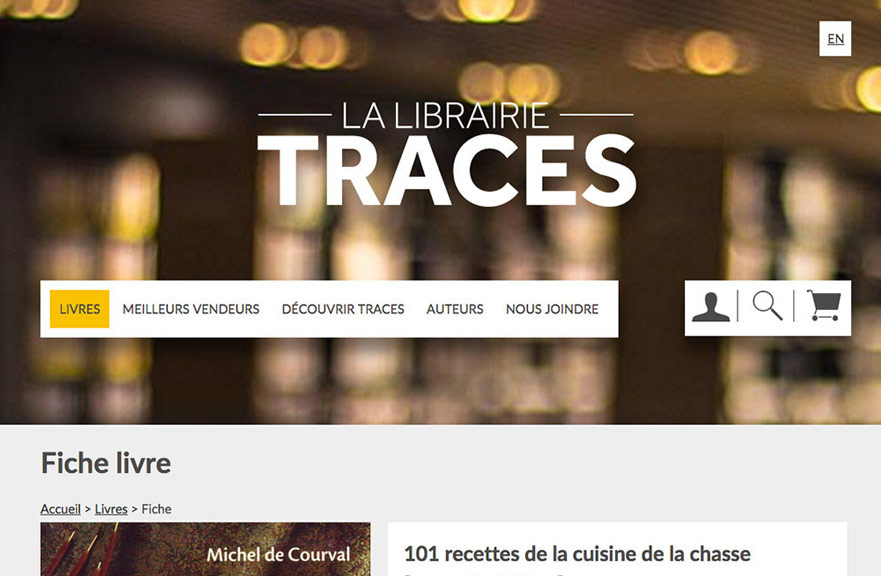 EN
LA LIBRAIRIE
TRACES
LIVRES MEILLEURS VENDEURS DÉCOUVRIR TRACES AUTEURS NOUS JOINDRE
Fiche livre
Accueil > Livres > Fiche
Michel de Courval
101 recettes de la cuisine de la chasse